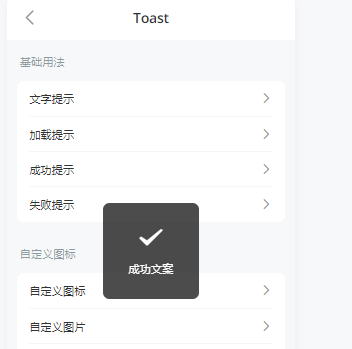 Toast
基础用法
文字提示
加载提示
成功提示
失败提示
成功文案
自定义图标
自定义图标
自定义图片